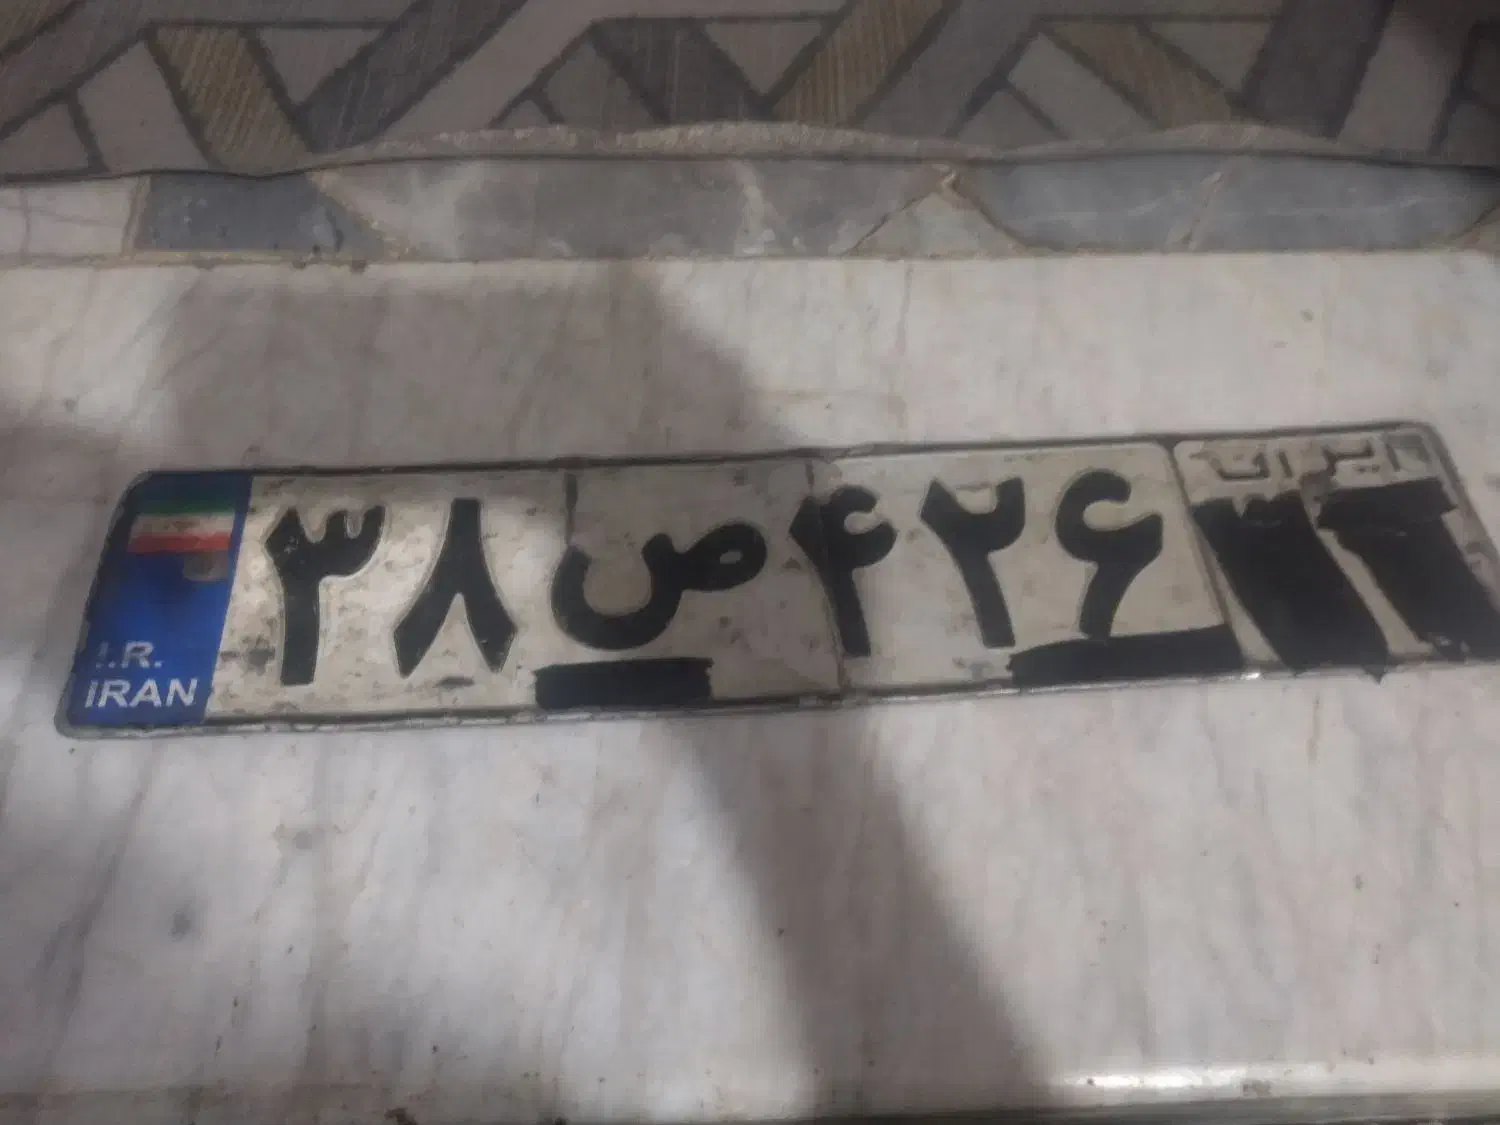 I.R.
IRAN
۳۸ ص ۴۲۶
ایران